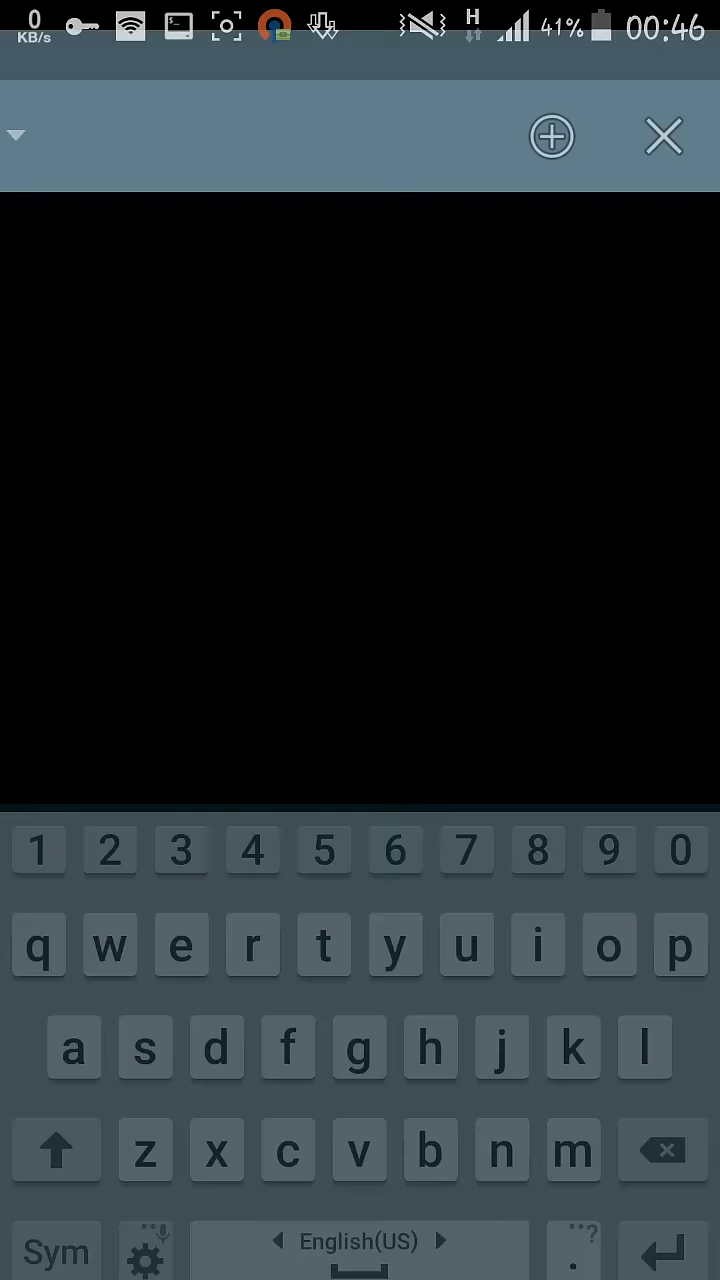 0 H 41% 00:46
KB/s
1 2 3 4 5 6 7 8 9 0
q w e r t y u i o p
a s d f g h j k l
z x c v b n m
Sym English(US) . ?